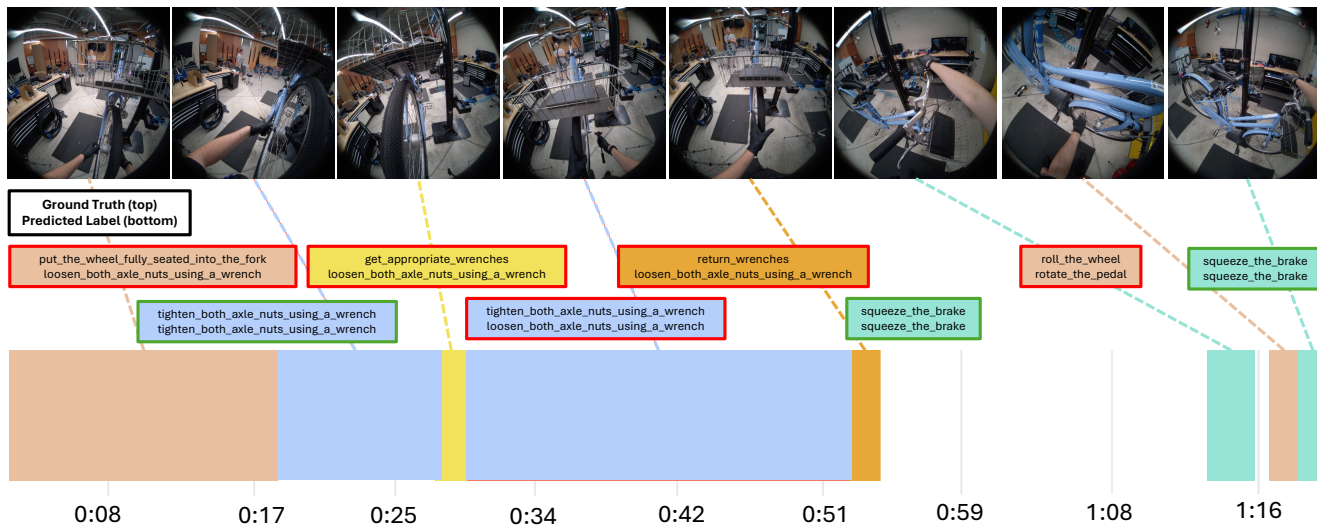 Ground Truth (top)
Predicted Label (bottom)
put_the_wheel_fully_seated_into_the_fork
loosen_both_axle_nuts_using_a_wrench
get_appropriate_wrenches
loosen_both_axle_nuts_using_a_wrench
return_wrenches
loosen_both_axle_nuts_using_a_wrench
roll_the_wheel
rotate_the_pedal
squeeze_the_brake
squeeze_the_brake
tighten_both_axle_nuts_using_a_wrench
tighten_both_axle_nuts_using_a_wrench
tighten_both_axle_nuts_using_a_wrench
loosen_both_axle_nuts_using_a_wrench
squeeze_the_brake
squeeze_the_brake
0:08 0:17 0:25 0:34 0:42 0:51 0:59 1:08 1:16